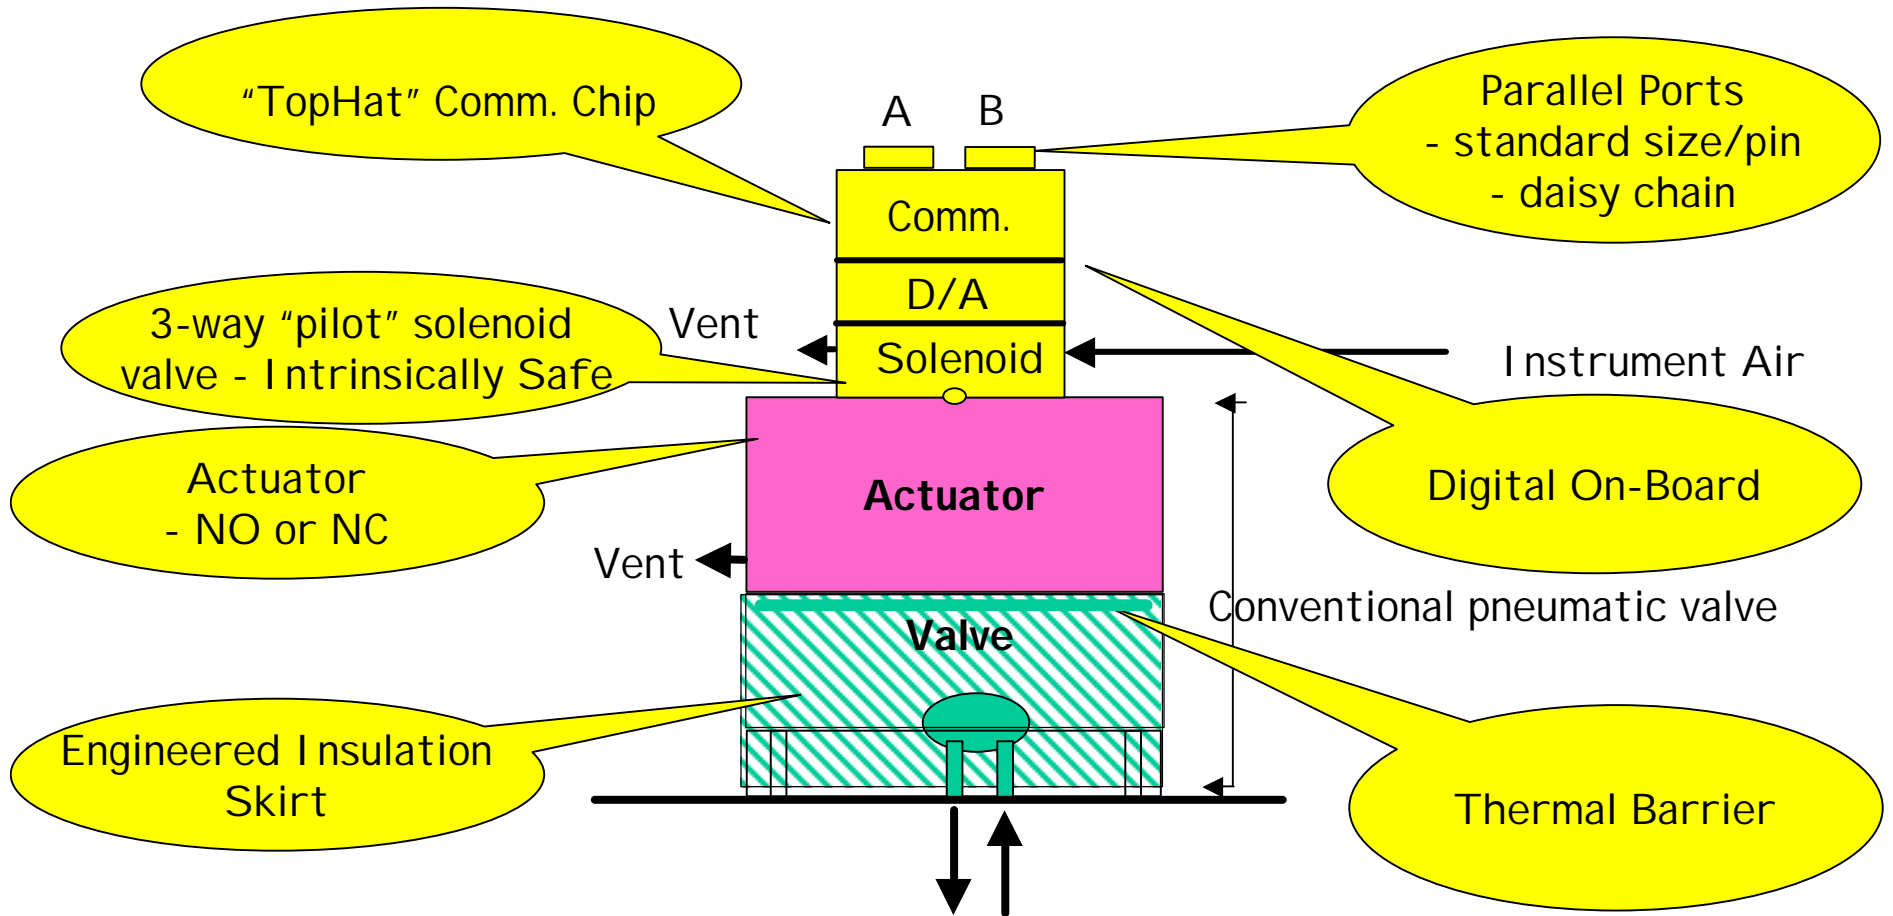 “TopHat” Comm. Chip
A
B
Parallel Ports
- standard size/pin
- daisy chain
Comm.
D/A
3-way “pilot” solenoid
valve - Intrinsically Safe
Vent
Solenoid
Instrument Air
Actuator
- NO or NC
Actuator
Digital On-Board
Vent
Conventional pneumatic valve
Valve
Engineered Insulation
Skirt
Thermal Barrier